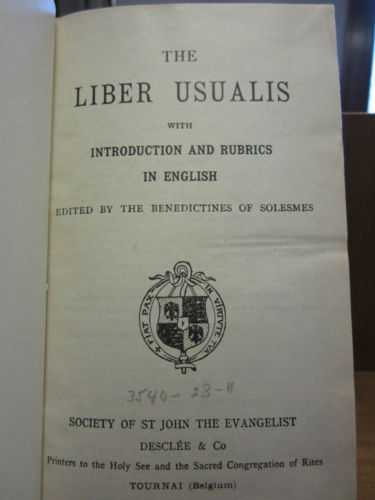 THE
LIBER USUALIS
WITH
INTRODUCTION AND RUBRICS
IN ENGLISH
EDITED BY THE BENEDICTINES OF SOLESMES
FIAT PAX IN VIRTVTE TVA
3540-23-11
SOCIETY OF ST JOHN THE EVANGELIST
DESCLÉE & Co
Printers to the Holy See and the Sacred Congregation of Rites
TOURNAI (Belgium)